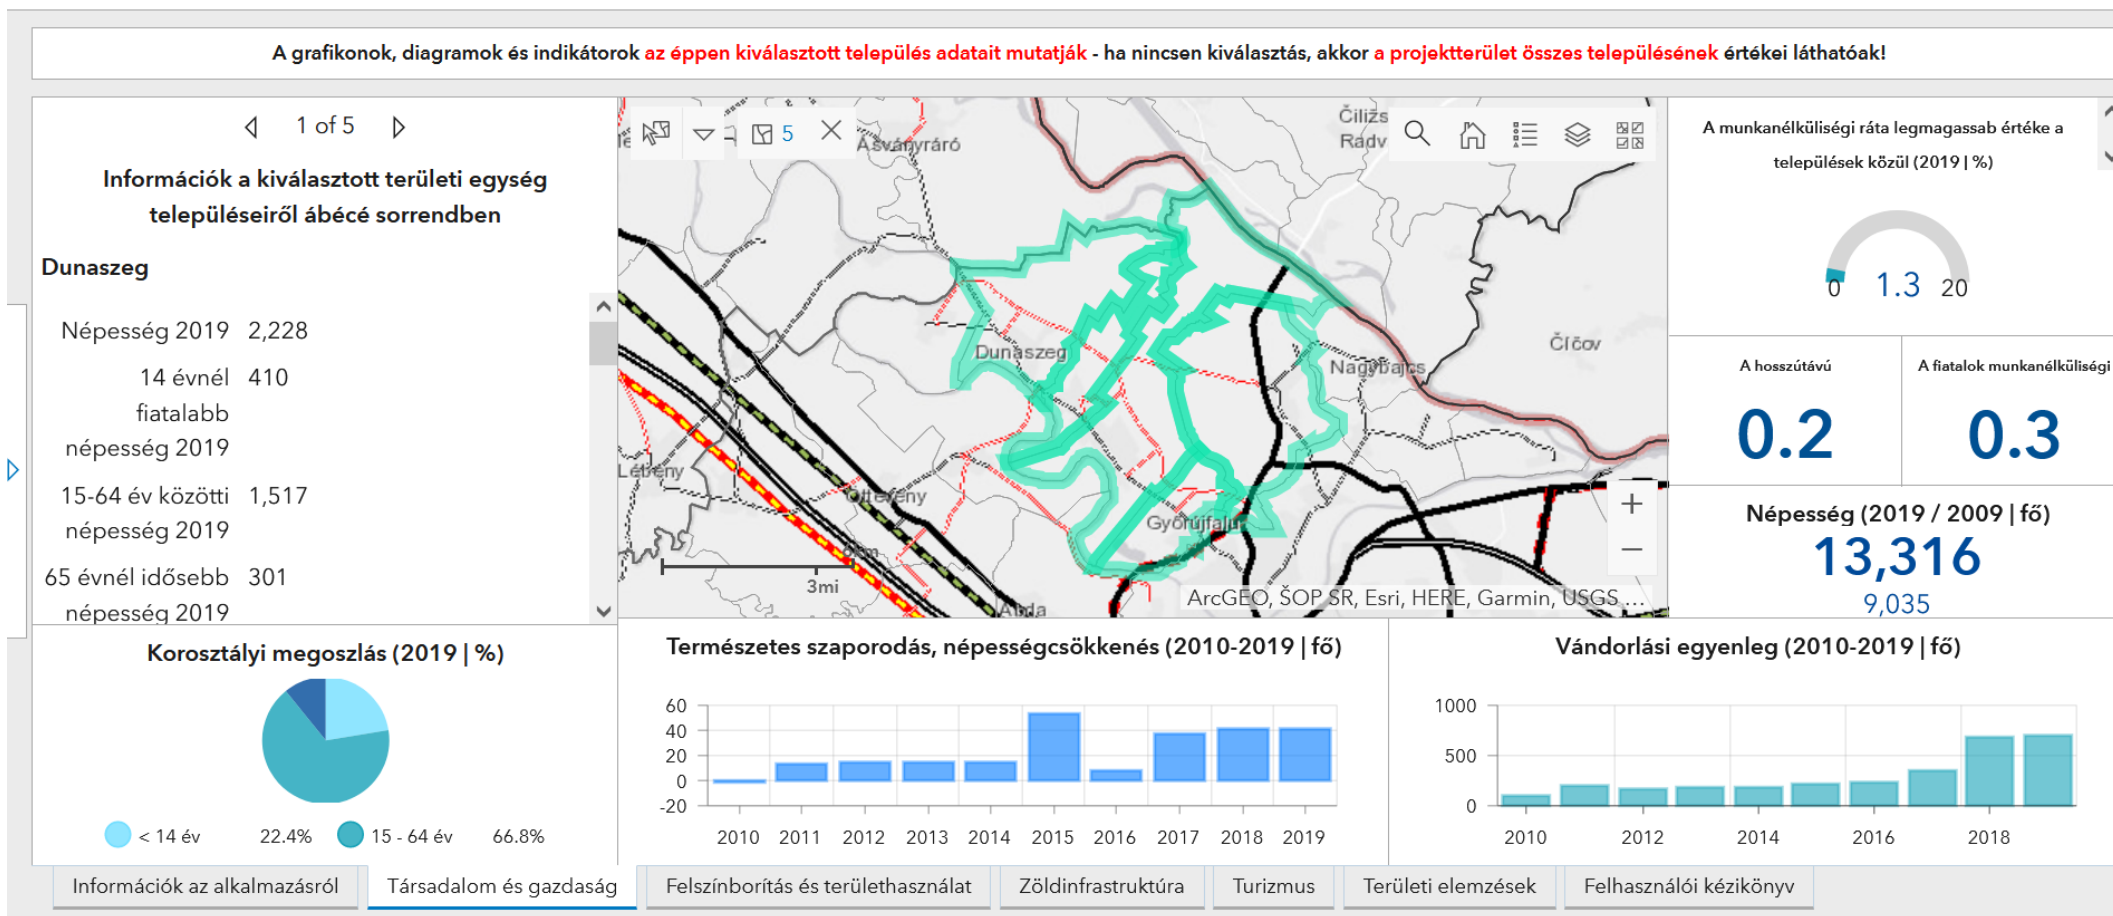 A grafikonok, diagramok és indikátorok az éppen kiválasztott település adatait mutatják - ha nincsen kiválasztás, akkor a projektterület összes településének értékei láthatóak!
1 of 5
Információk a kiválasztott területi egység
településeiről ábécé sorrendben
Dunaszeg
Népesség 2019 2,228
14 évnél 410
fiatalabb
népesség 2019
15-64 év közötti 1,517
népesség 2019
65 évnél idősebb 301
népesség 2019
5
Ásványráró
Dunaszeg
Nagybajcs
Číčov
Lébény
Öttevény
Győrújfalu
Abda
6km
3mi
ArcGEO, ŠOP SR, Esri, HERE, Garmin, USGS ...
A munkanélküliségi ráta legmagassab értéke a
települések közül (2019 | %)
0 1.3 20
A hosszútávú
0.2
A fiatalok munkanélküliségi
0.3
Népesség (2019 / 2009 | fő)
13,316
9,035
Korosztályi megoszlás (2019 | %)
< 14 év 22.4% 15 - 64 év 66.8%
Természetes szaporodás, népességcsökkenés (2010-2019 | fő)
60
40
20
0
-20
2010 2011 2012 2013 2014 2015 2016 2017 2018 2019
Vándorlási egyenleg (2010-2019 | fő)
1000
500
0
2010 2012 2014 2016 2018
Információk az alkalmazásról Társadalom és gazdaság Felszínborítás és területhasználat Zöldinfrastruktúra Turizmus Területi elemzések Felhasználói kézikönyv